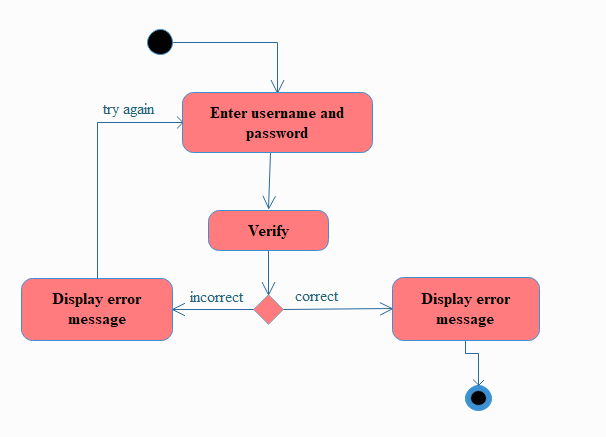 try again
Enter username and
password
Verify
incorrect
correct
Display error
message
Display error
message